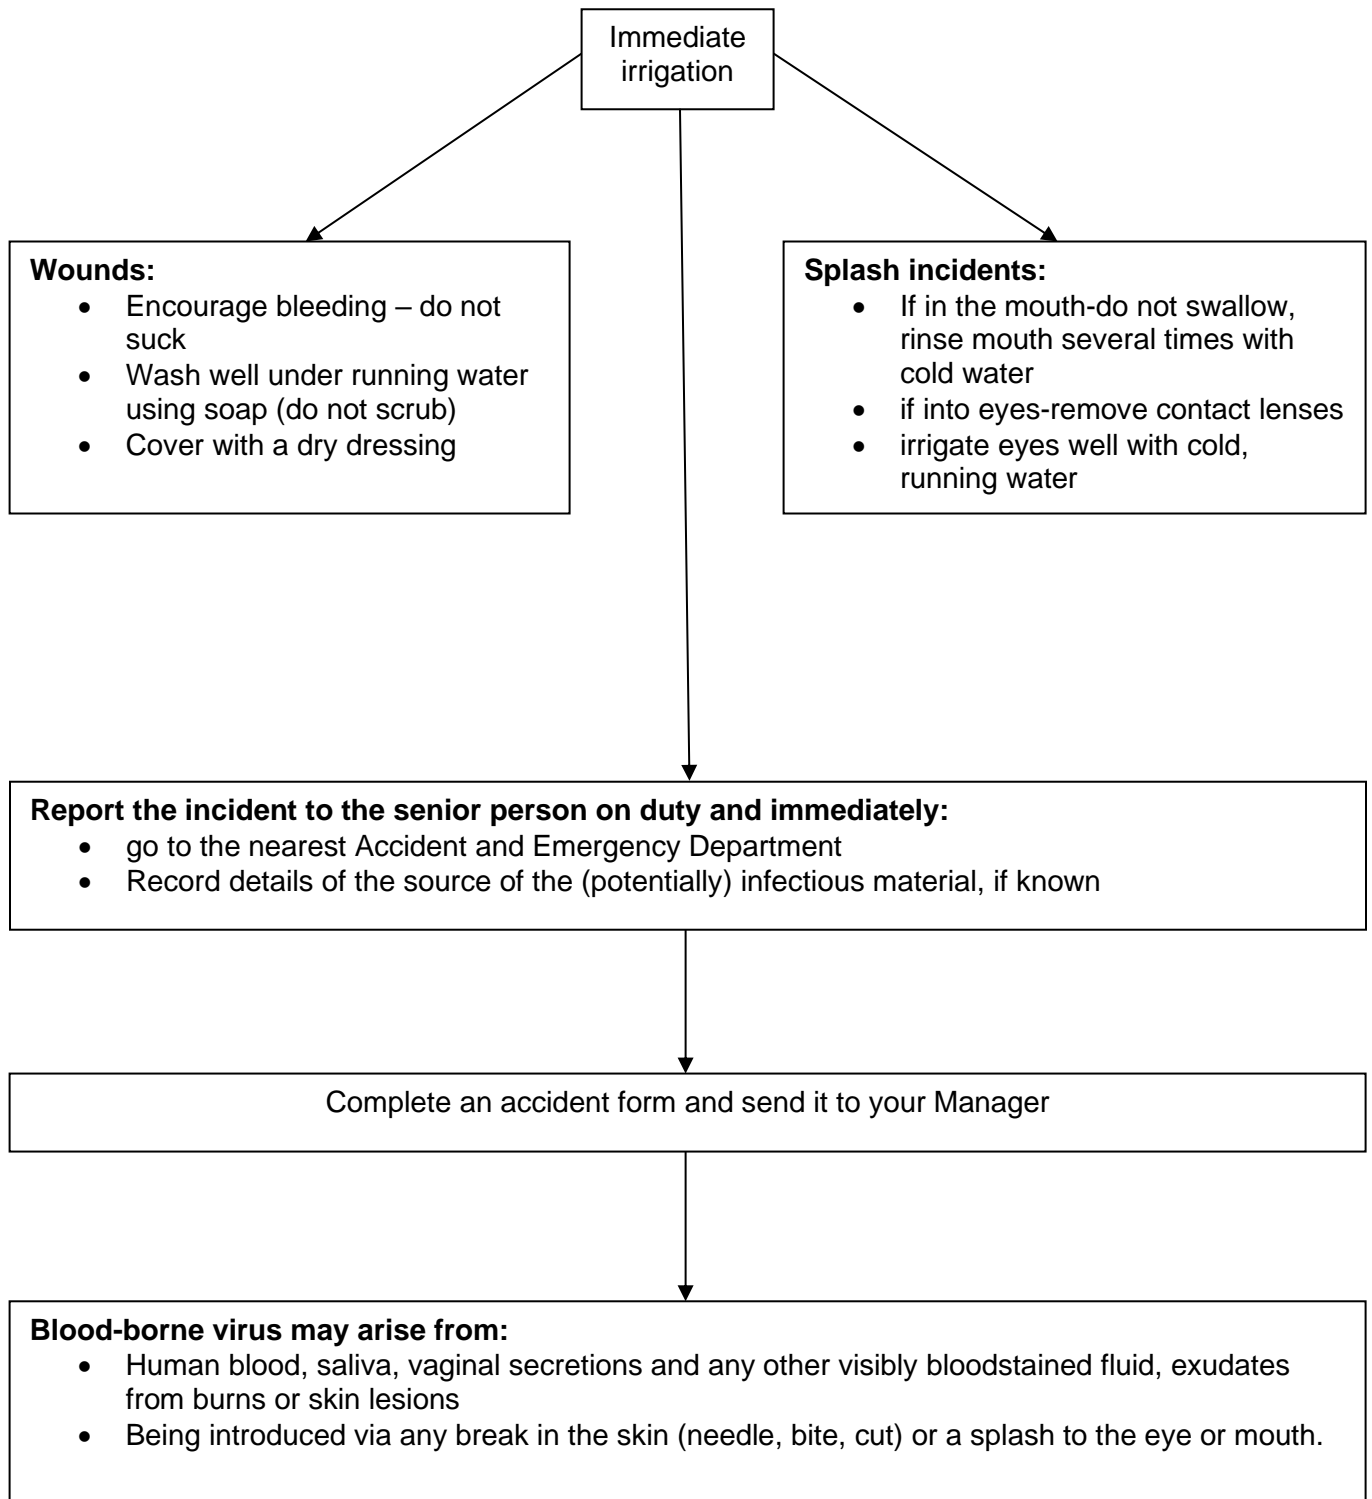 Immediate
irrigation
Wounds:
• Encourage bleeding – do not
suck
• Wash well under running water
using soap (do not scrub)
• Cover with a dry dressing
Splash incidents:
• If in the mouth-do not swallow,
rinse mouth several times with
cold water
• if into eyes-remove contact lenses
• irrigate eyes well with cold,
running water
Report the incident to the senior person on duty and immediately:
• go to the nearest Accident and Emergency Department
• Record details of the source of the (potentially) infectious material, if known
Complete an accident form and send it to your Manager
Blood-borne virus may arise from:
• Human blood, saliva, vaginal secretions and any other visibly bloodstained fluid, exudates
from burns or skin lesions
• Being introduced via any break in the skin (needle, bite, cut) or a splash to the eye or mouth.